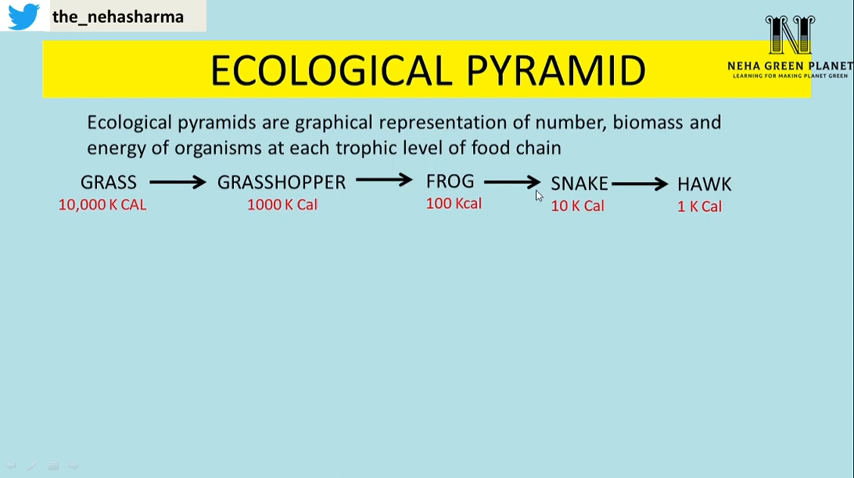 the_nehasharma
NEHA GREEN PLANET
LEARNING FOR MAKING PLANET GREEN
ECOLOGICAL PYRAMID
Ecological pyramids are graphical representation of number, biomass and
energy of organisms at each trophic level of food chain
GRASS GRASSHOPPER FROG SNAKE HAWK
10,000 K CAL 1000 K Cal 100 Kcal 10 K Cal 1 K Cal